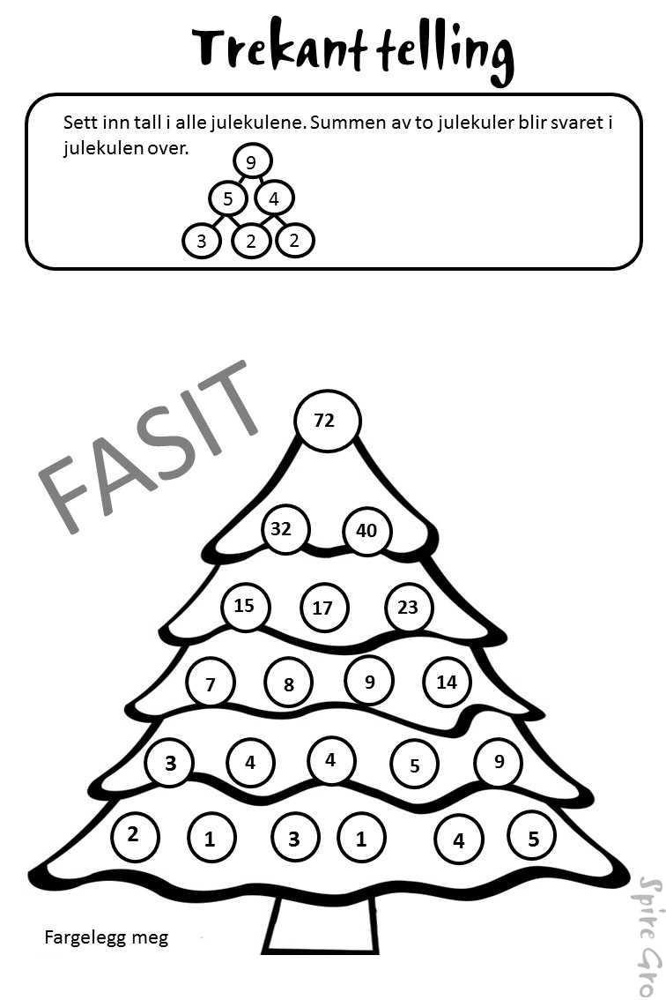 Trekanttelling
Sett inn tall i alle julekulene. Summen av to julekuler blir svaret i
julekulen over.
9
5 4
3 2 2
FASIT
72
32 40
15 17 23
7 8 9 14
3 4 4 5 9
2 1 3 1 4 5
Fargelegg meg
Spire Gro